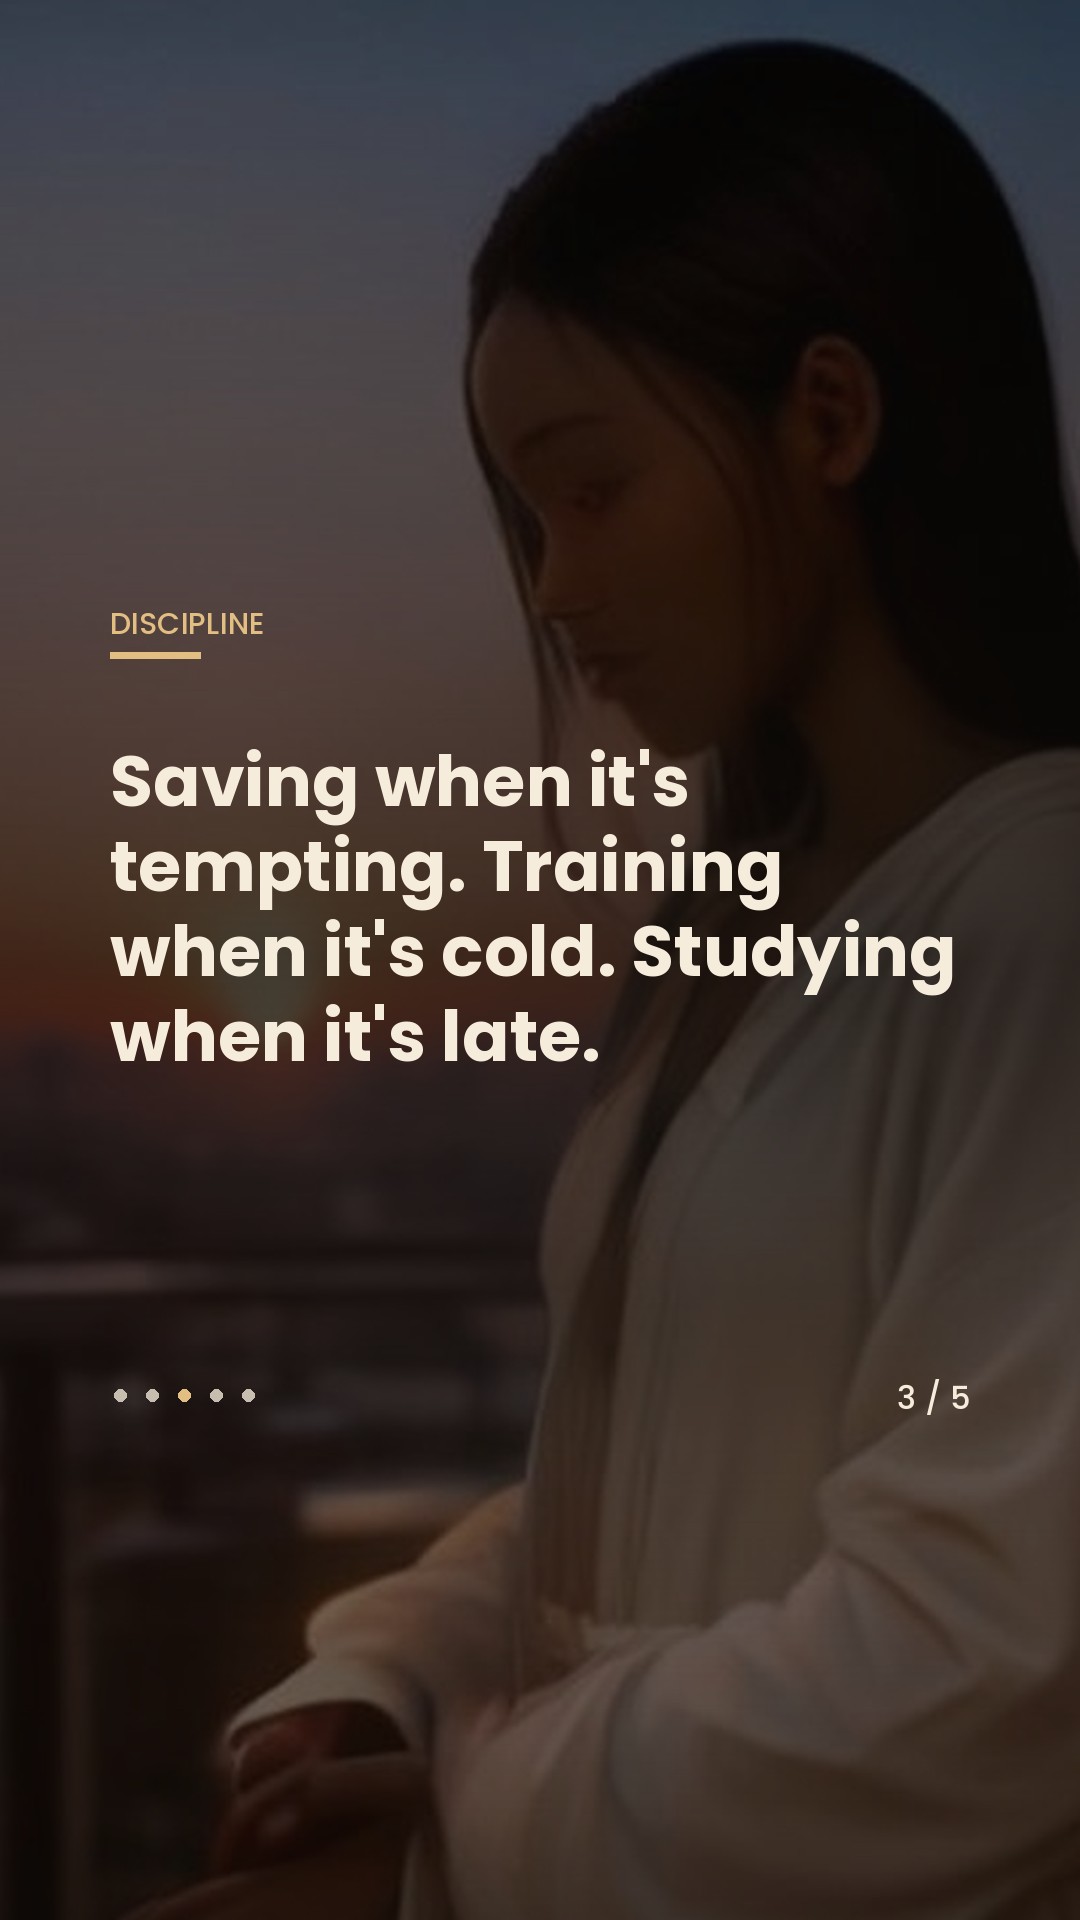 DISCIPLINE
Saving when it's
tempting. Training
when it's cold. Studying
when it's late.
3 / 5